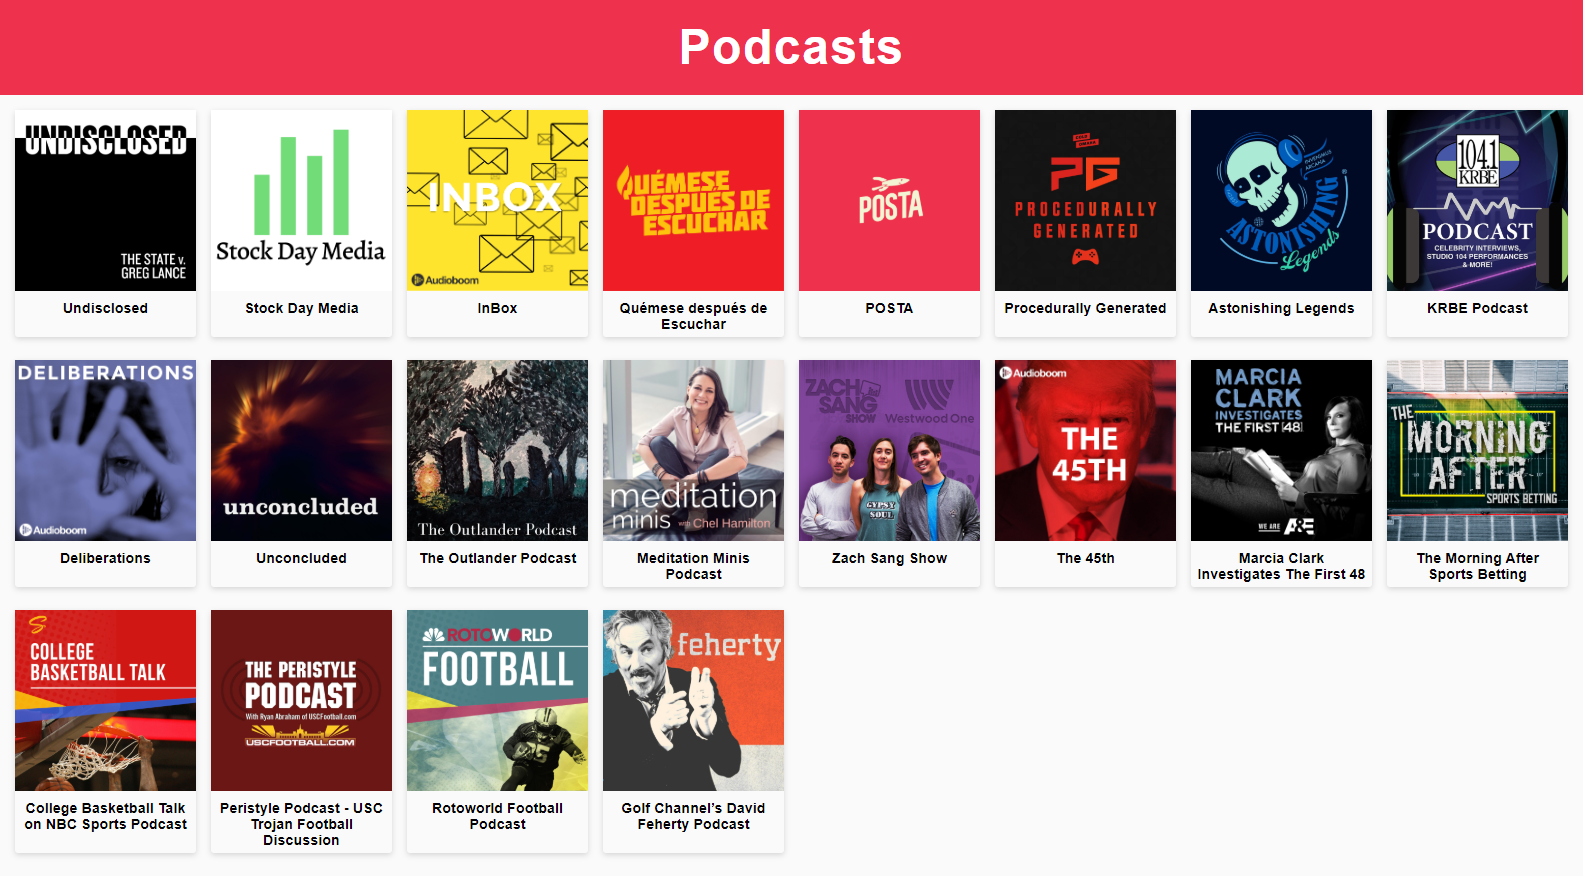 Podcasts
UNDISCLOSED
THE STATE v.
GREG LANCE
Undisclosed
Stock Day Media
Stock Day Media
INBOX
Audioboom
InBox
QUÉMESE
DESPUÉS DE
ESCUCHAR
Quémese después de
Escuchar
POSTA
POSTA
PG
PROCEDURALLY
GENERATED
Procedurally Generated
INVENIMUS
ARCANA
ASTONISHING
Legends
Astonishing Legends
104.1
KRBE
PODCAST
CELEBRITY INTERVIEWS,
STUDIO 104 PERFORMANCES
& MORE!
KRBE Podcast
DELIBERATIONS
Audioboom
Deliberations
unconcluded
Unconcluded
The Outlander Podcast
The Outlander Podcast
meditation
minis with Chel Hamilton
Meditation Minis
Podcast
ZACH
SANG
SHOW
Westwood One
GYPSY
SOUL
Zach Sang Show
Audioboom
THE
45TH
The 45th
MARCIA
CLARK
INVESTIGATES
THE FIRST [48]
WE ARE A&E
Marcia Clark
Investigates The First 48
THE
MORNING
AFTER
SPORTS BETTING
The Morning After
Sports Betting
S
COLLEGE
BASKETBALL TALK
College Basketball Talk
on NBC Sports Podcast
THE PERISTYLE
PODCAST
With Ryan Abraham of USCFootball.com
USCFOOTBALL.COM
Peristyle Podcast - USC
Trojan Football
Discussion
ROTOWORLD
FOOTBALL
Rotoworld Football
Podcast
feherty
Golf Channel’s David
Feherty Podcast